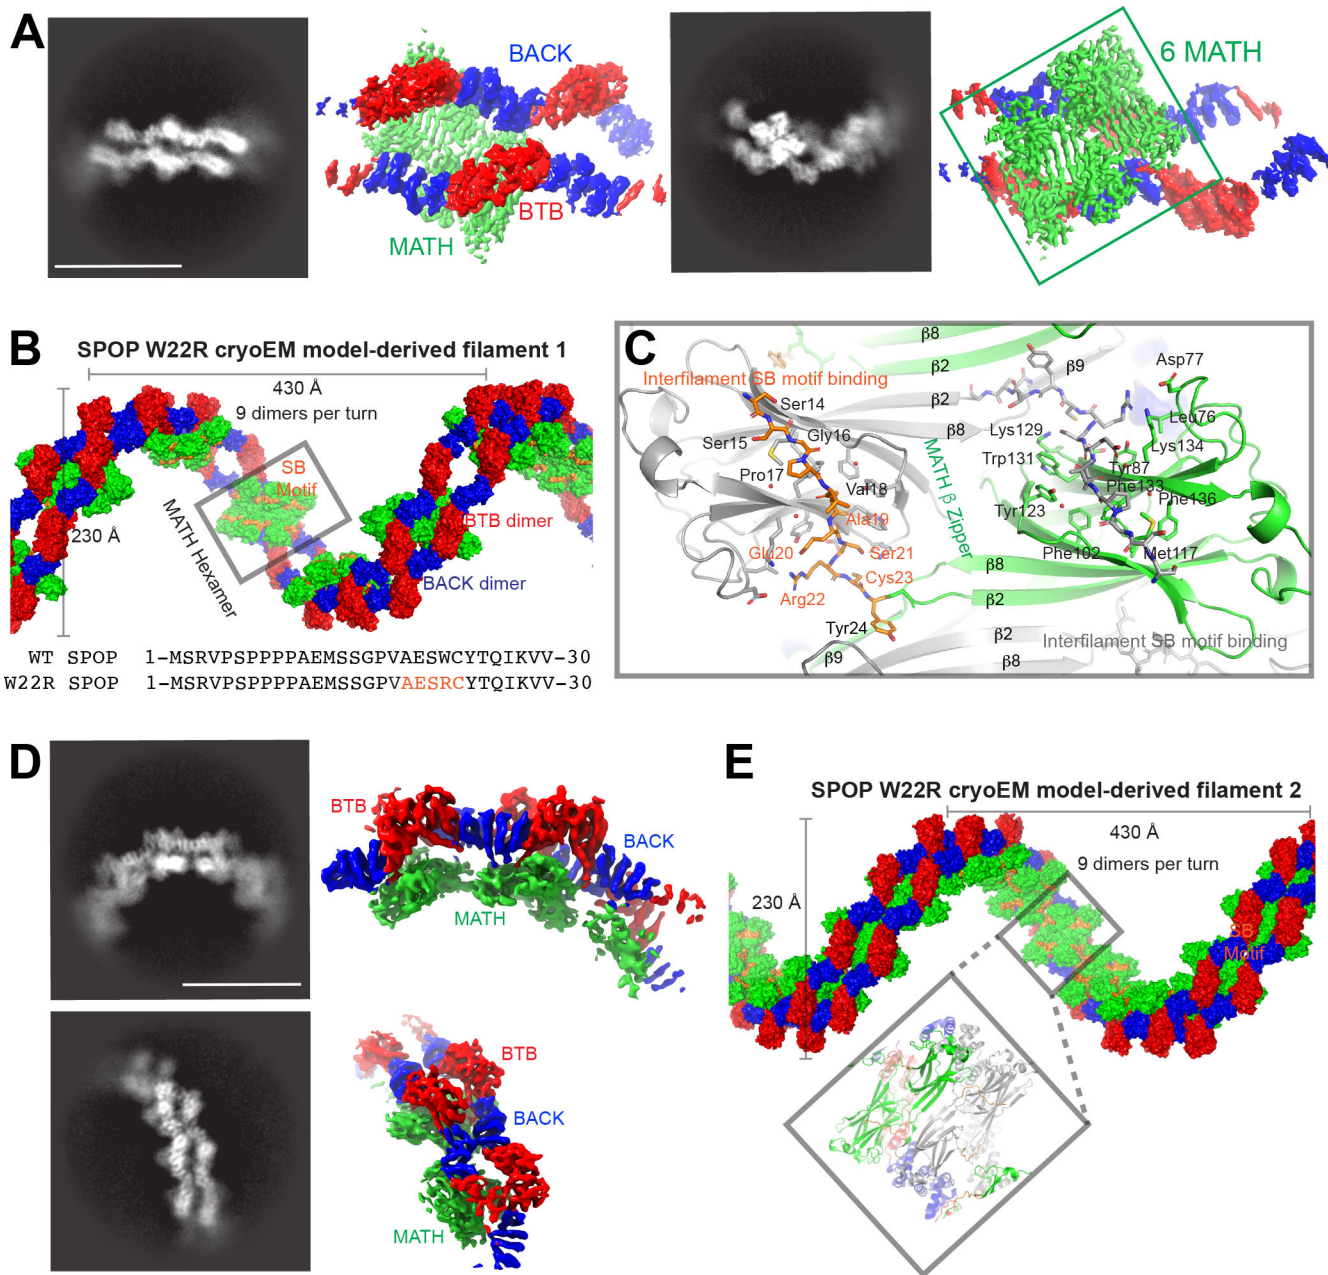 A
BACK
BTB
MATH
6 MATH
B
SPOP W22R cryoEM model-derived filament 1
430 Å
9 dimers per turn
230 Å
SB
Motif
MATH Hexamer
BTB dimer
BACK dimer
WT SPOP 1-MSRVPSPPPPAEMSSGPVAESWCYTQIKVV-30
W22R SPOP 1-MSRVPSPPPPAEMSSGPVAESRCYTQIKVV-30
C
Interfilament SB motif binding
Ser14
Ser15
Gly16
Pro17
Val18
Ala19
Glu20
Ser21
Arg22
Cys23
Tyr24
β9
β8
β2
β9
β2
β8
MATH β Zipper
Asp77
Leu76
Lys129
Lys134
Trp131
Tyr87
Phe133
Phe136
Tyr123
Phe102
Met117
β8
β2
β2
β8
Interfilament SB motif binding
D
BTB
BACK
MATH
BTB
BACK
MATH
E
SPOP W22R cryoEM model-derived filament 2
430 Å
9 dimers per turn
230 Å
SB
Motif